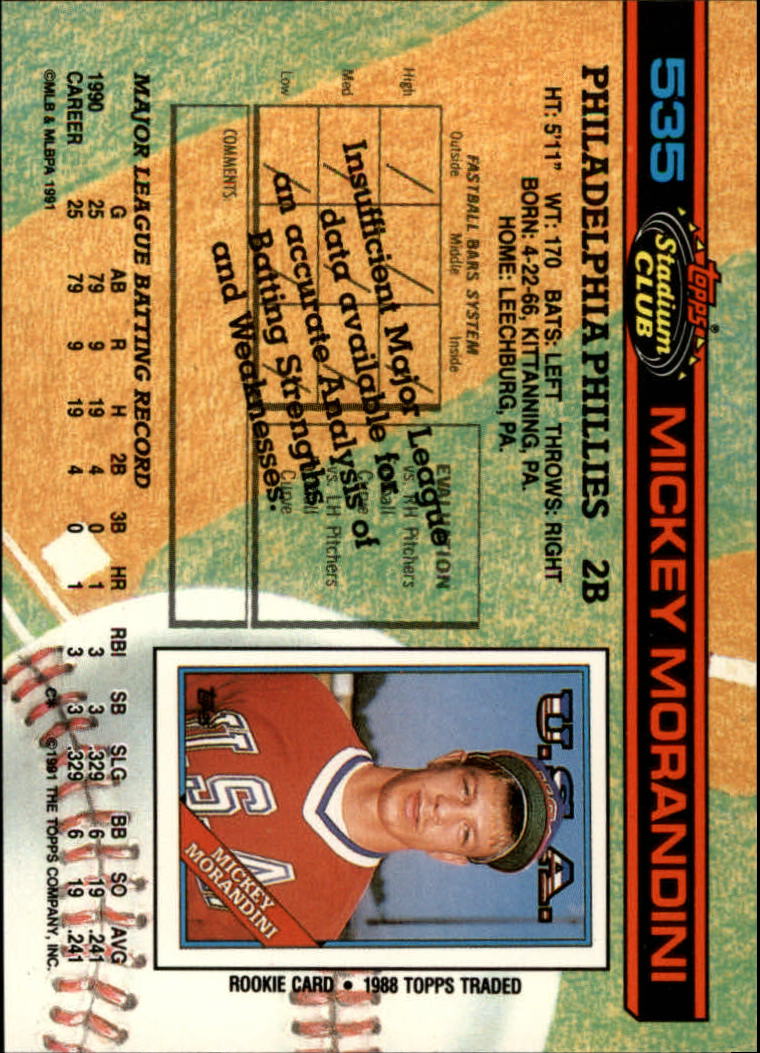 535
topps®
Stadium
CLUB
MICKEY MORANDINI
PHILADELPHIA PHILLIES 2B
HT: 5'11" WT: 170 BATS: LEFT THROWS: RIGHT
BORN: 4-22-66, KITTANNING, PA.
HOME: LEECHBURG, PA.
FASTBALL BARS SYSTEM
Outside Middle Inside
High
Med
Low
EVALUATION
vs. RH Pitchers
Curve
vs. LH Pitchers
Curve
COMMENTS:
Insufficient Major League
data available for
an accurate Analysis of
Batting Strengths
and Weaknesses.
U.S.A.
USA
MICKEY
MORANDINI
topps
ROOKIE CARD • 1988 TOPPS TRADED
MAJOR LEAGUE BATTING RECORD
G AB R H 2B 3B HR RBI SB SLG BB SO AVG
1990 25 79 9 19 4 0 1 3 3 .329 6 19 .241
CAREER 25 79 9 19 4 0 1 3 3 .329 6 19 .241
©MLB & MLBPA 1991 C* ©1991 THE TOPPS COMPANY, INC.